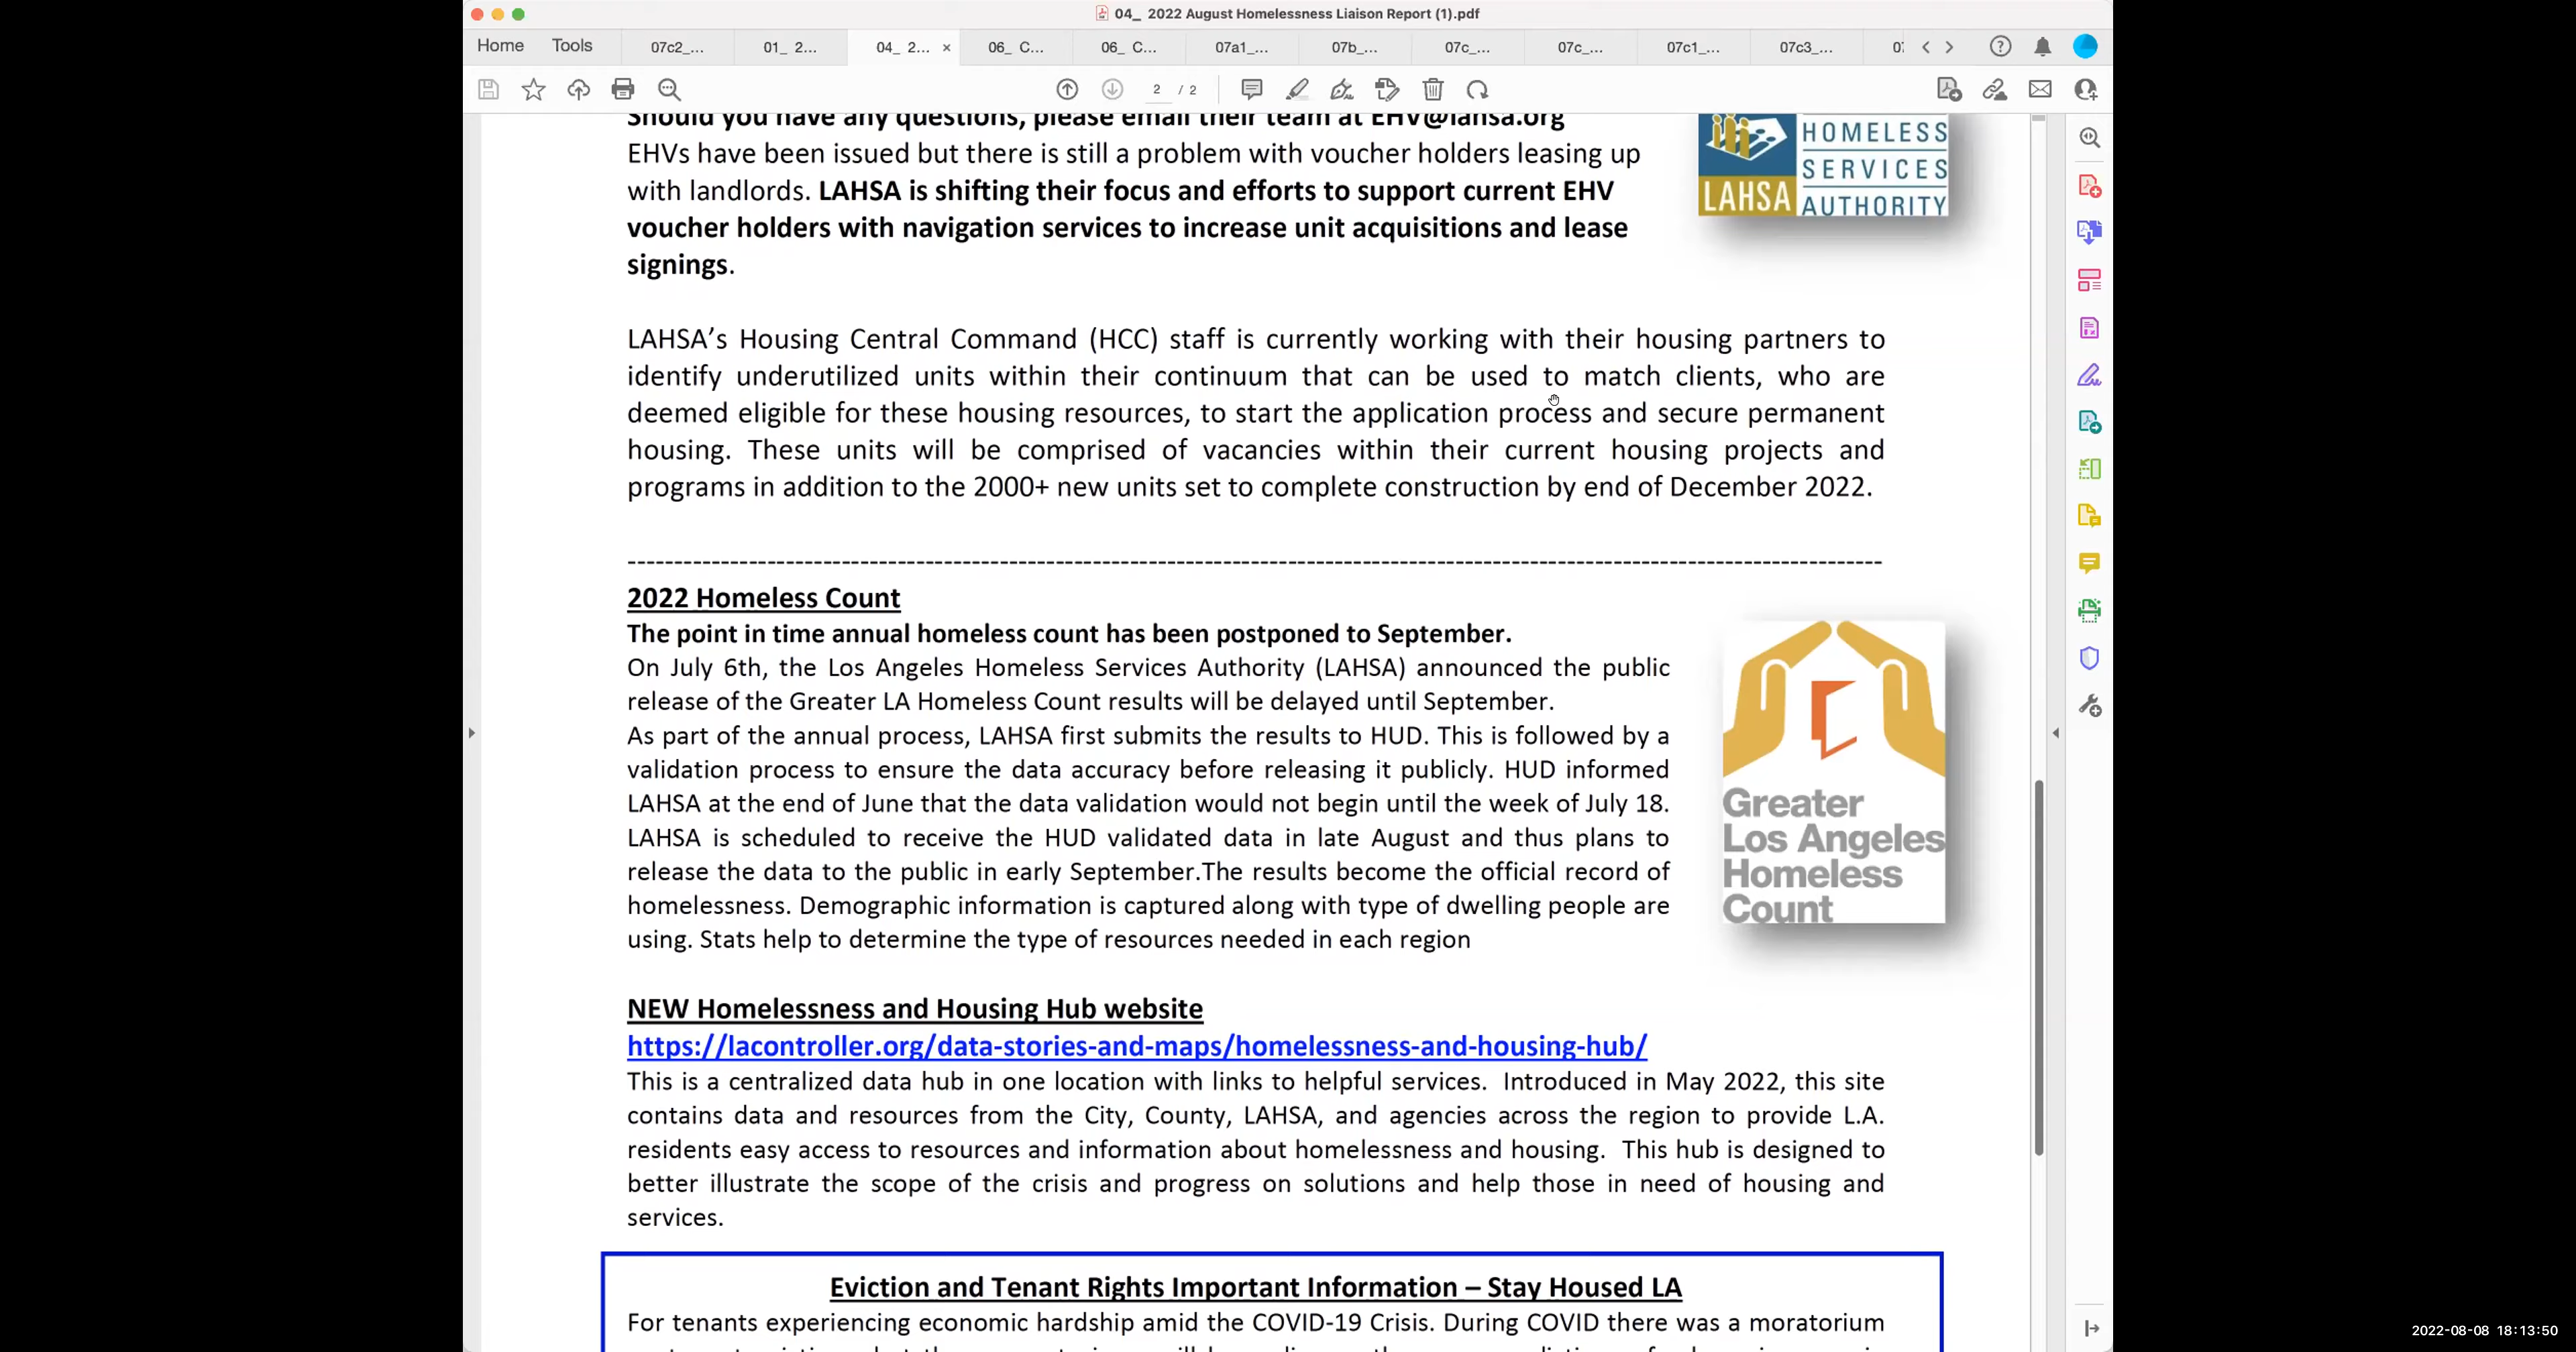 04_ 2022 August Homelessness Liaison Report (1).pdf
Home Tools 07c2_... 01_ 2... 04_ 2... × 06_ C... 06_ C... 07a1_... 07b_... 07c_... 07c_... 07c1_... 07c3_...
2 / 2
Should you have any questions, please email their team at EHV@lahsa.org
EHVs have been issued but there is still a problem with voucher holders leasing up
with landlords. LAHSA is shifting their focus and efforts to support current EHV
voucher holders with navigation services to increase unit acquisitions and lease
signings.
LAHSA
HOMELESS
SERVICES
AUTHORITY
LAHSA’s Housing Central Command (HCC) staff is currently working with their housing partners to
identify underutilized units within their continuum that can be used to match clients, who are
deemed eligible for these housing resources, to start the application process and secure permanent
housing. These units will be comprised of vacancies within their current housing projects and
programs in addition to the 2000+ new units set to complete construction by end of December 2022.
2022 Homeless Count
The point in time annual homeless count has been postponed to September.
On July 6th, the Los Angeles Homeless Services Authority (LAHSA) announced the public
release of the Greater LA Homeless Count results will be delayed until September.
As part of the annual process, LAHSA first submits the results to HUD. This is followed by a
validation process to ensure the data accuracy before releasing it publicly. HUD informed
LAHSA at the end of June that the data validation would not begin until the week of July 18.
LAHSA is scheduled to receive the HUD validated data in late August and thus plans to
release the data to the public in early September.The results become the official record of
homelessness. Demographic information is captured along with type of dwelling people are
using. Stats help to determine the type of resources needed in each region
Greater
Los Angeles
Homeless
Count
NEW Homelessness and Housing Hub website
https://lacontroller.org/data-stories-and-maps/homelessness-and-housing-hub/
This is a centralized data hub in one location with links to helpful services. Introduced in May 2022, this site
contains data and resources from the City, County, LAHSA, and agencies across the region to provide L.A.
residents easy access to resources and information about homelessness and housing. This hub is designed to
better illustrate the scope of the crisis and progress on solutions and help those in need of housing and
services.
Eviction and Tenant Rights Important Information – Stay Housed LA
For tenants experiencing economic hardship amid the COVID-19 Crisis. During COVID there was a moratorium
2022-08-08 18:13:50